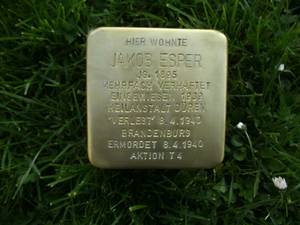 HIER WOHNTE
JAKOB ESPER
JG. 1885
MEHRFACH VERHAFTET
EINGEWIESEN
HEILANSTALT DÜREN
"VERLEGT" 8.4.1940
BRANDENBURG
ERMORDET 8.4.1940
AKTION T4